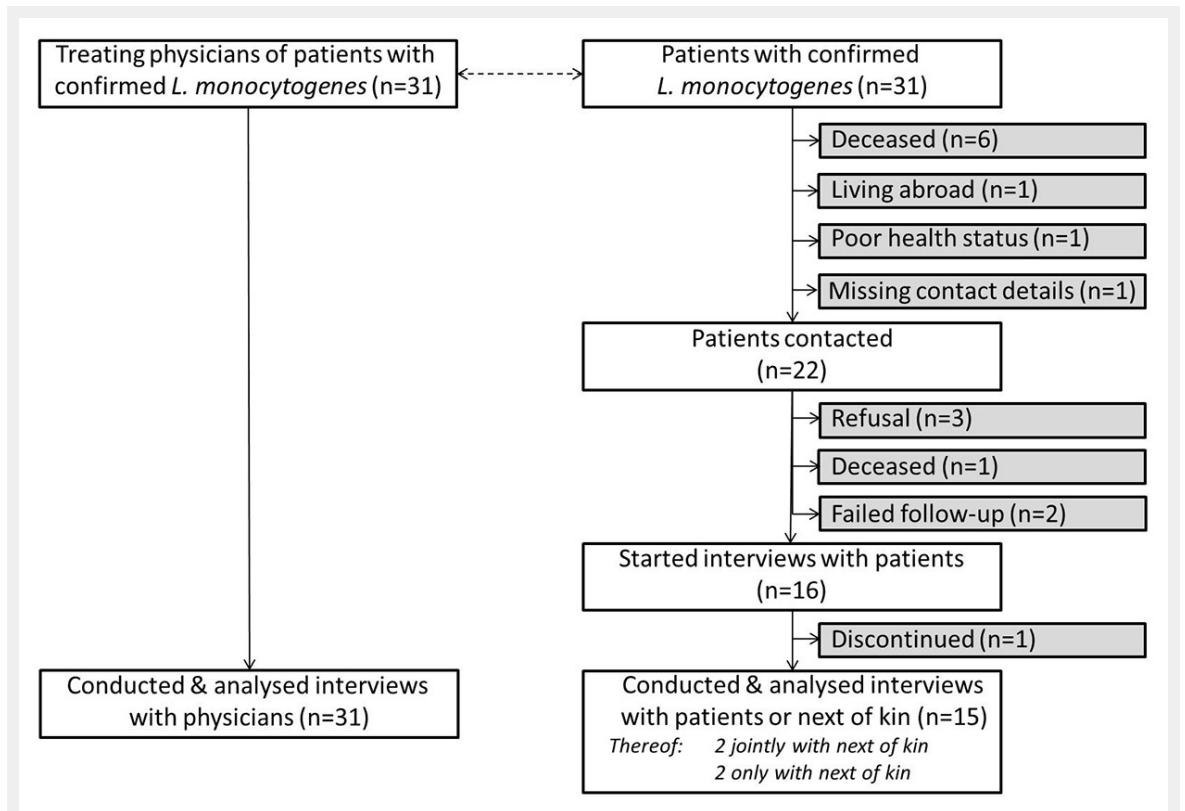 Treating physicians of patients with
confirmed L. monocytogenes (n=31)
Patients with confirmed
L. monocytogenes (n=31)
Deceased (n=6)
Living abroad (n=1)
Poor health status (n=1)
Missing contact details (n=1)
Patients contacted
(n=22)
Refusal (n=3)
Deceased (n=1)
Failed follow-up (n=2)
Started interviews with patients
(n=16)
Discontinued (n=1)
Conducted & analysed interviews
with physicians (n=31)
Conducted & analysed interviews
with patients or next of kin (n=15)
Thereof: 2 jointly with next of kin
2 only with next of kin